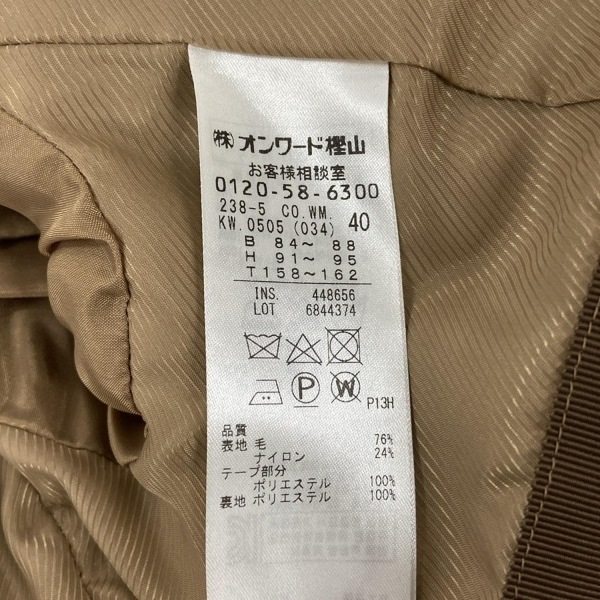 ㈱オンワード樫山
お客様相談室
0120-58-6300
238-5 CO.WM.
KW.0505 (034) 40
B 84～ 88
H 91～ 95
T158～162
INS. 448656
LOT 6844374
P W P13H
品質
表地 毛 76%
ナイロン 24%
テープ部分
ポリエステル 100%
裏地 ポリエステル 100%